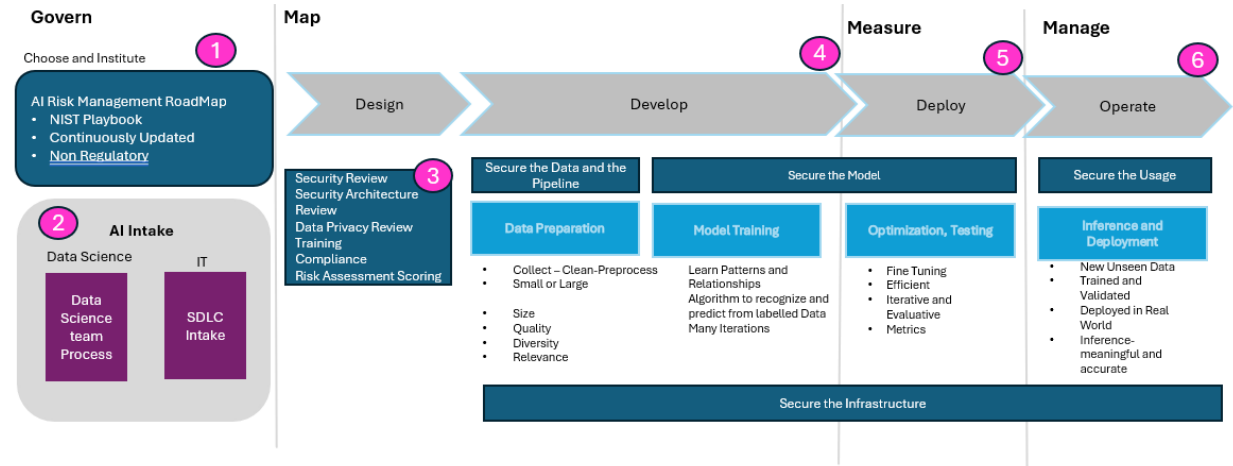 Govern
Map
Measure
Manage
1
Choose and Institute
AI Risk Management RoadMap
• NIST Playbook
• Continuously Updated
• Non Regulatory
2
AI Intake
Data Science
IT
Data
Science
team
Process
SDLC
Intake
4
5
6
Design
Develop
Deploy
Operate
3
Security Review
Security Architecture
Review
Data Privacy Review
Training
Compliance
Risk Assessment Scoring
Secure the Data and the
Pipeline
Secure the Model
Secure the Usage
Data Preparation
• Collect – Clean-Preprocess
• Small or Large
• Size
• Quality
• Diversity
• Relevance
Model Training
Learn Patterns and
Relationships
Algorithm to recognize and
predict from labelled Data
Many Iterations
Optimization, Testing
• Fine Tuning
• Efficient
• Iterative and
Evaluative
• Metrics
Inference and
Deployment
• New Unseen Data
• Trained and
Validated
• Deployed in Real
World
• Inference-
meaningful and
accurate
Secure the Infrastructure